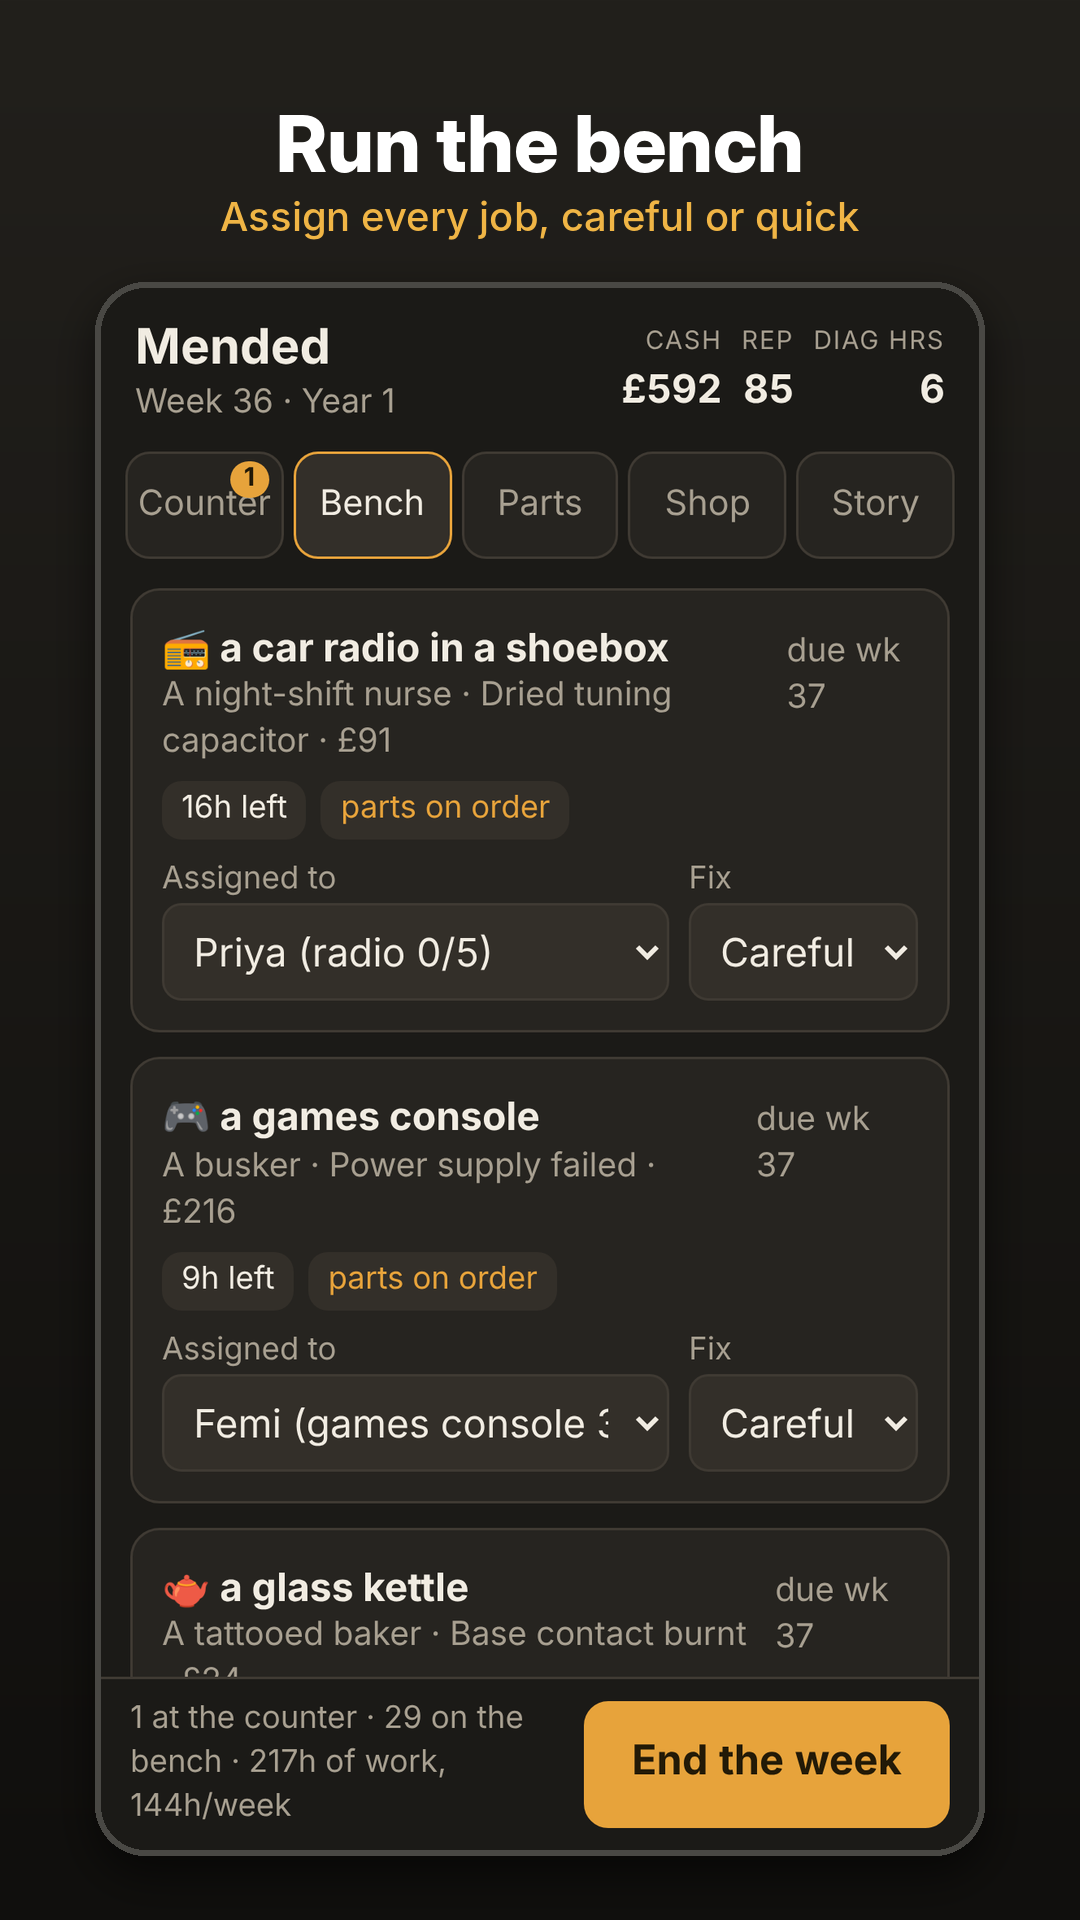 Run the bench
Assign every job, careful or quick
Mended
Week 36 · Year 1
CASH REP DIAG HRS
£592 85 6
Counter 1
Bench
Parts
Shop
Story
a car radio in a shoebox
due wk
37
A night-shift nurse · Dried tuning
capacitor · £91
16h left
parts on order
Assigned to
Fix
Priya (radio 0/5)
Careful
a games console
due wk
37
A busker · Power supply failed ·
£216
9h left
parts on order
Assigned to
Fix
Femi (games console
Careful
a glass kettle
due wk
37
A tattooed baker · Base contact burnt
1 at the counter · 29 on the
bench · 217h of work,
144h/week
End the week